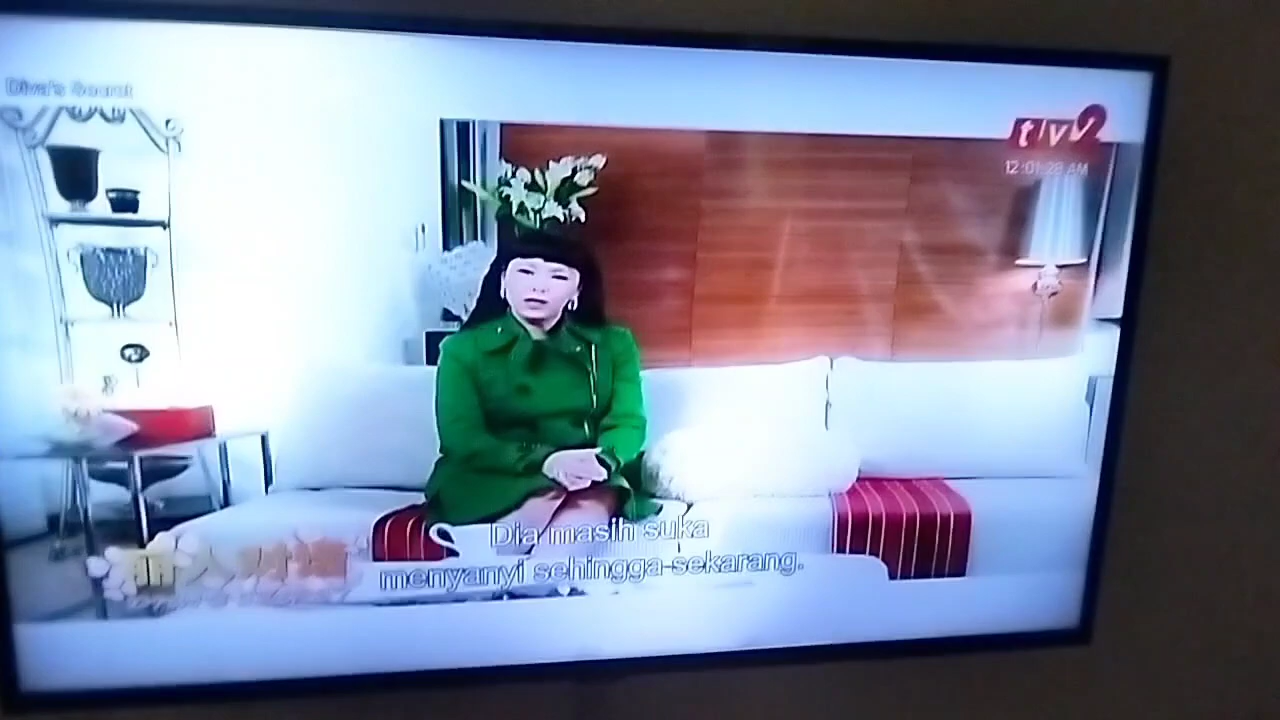 Diva's Secret
tv2
12:01:28 AM
Dia masih suka
menyanyi sehingga sekarang.